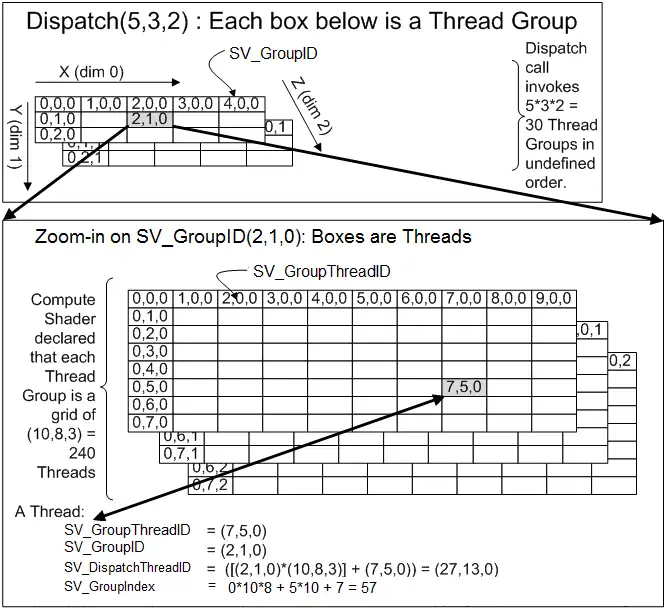 Dispatch(5,3,2) : Each box below is a Thread Group
SV_GroupID
X (dim 0)
Y (dim 1)
Z (dim 2)
0,0,0 1,0,0 2,0,0 3,0,0 4,0,0
0,1,0 2,1,0 0,1
0,2,0
0,1,1
0,2,1
Dispatch
call
invokes
5*3*2 =
30 Thread
Groups in
undefined
order.
Zoom-in on SV_GroupID(2,1,0): Boxes are Threads
SV_GroupThreadID
Compute
Shader
declared
that each
Thread
Group is a
grid of
(10,8,3) =
240
Threads
0,0,0 1,0,0 2,0,0 3,0,0 4,0,0 5,0,0 6,0,0 7,0,0 8,0,0 9,0,0
0,1,0
0,2,0 ,0,1
0,3,0
0,4,0 0,2
0,5,0 7,5,0
0,6,0
0,7,0
0,6,1
0,7,1
0,6,2
0,7,2
A Thread:
SV_GroupThreadID = (7,5,0)
SV_GroupID = (2,1,0)
SV_DispatchThreadID = ([(2,1,0)*(10,8,3)] + (7,5,0)) = (27,13,0)
SV_GroupIndex = 0*10*8 + 5*10 + 7 = 57